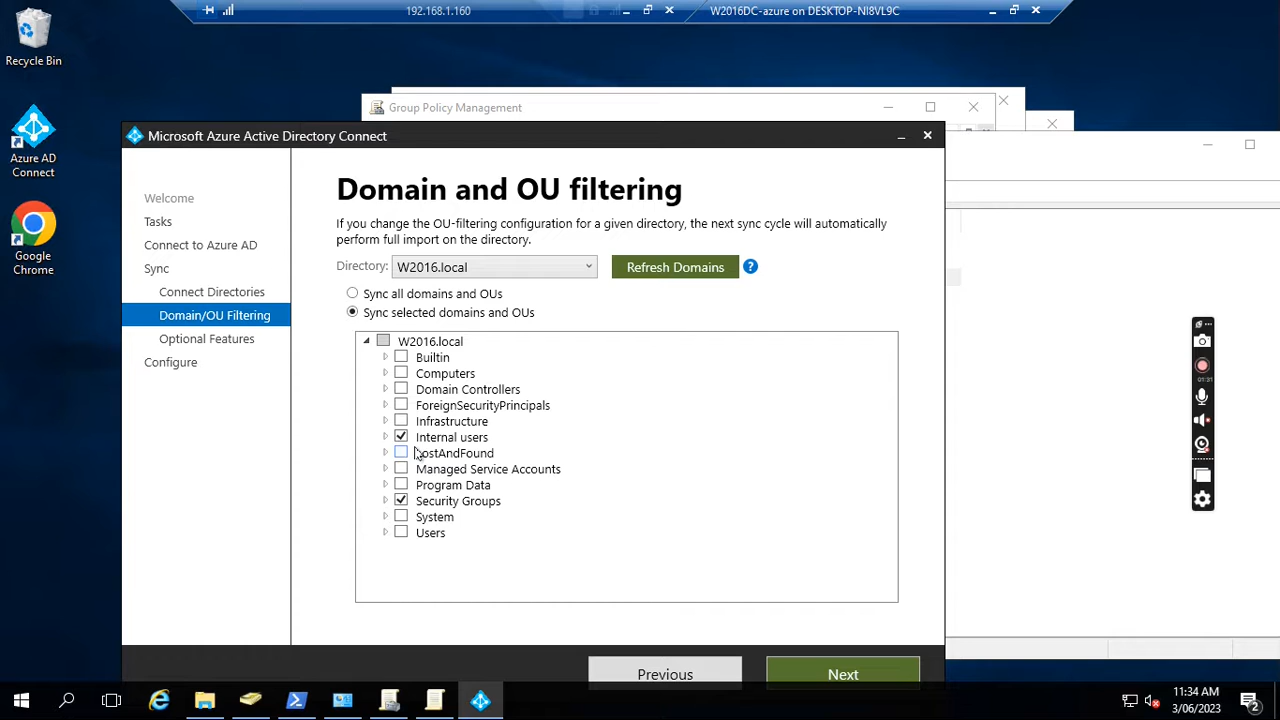 192.168.1.160
W2016DC-azure on DESKTOP-NI8VL9C
Recycle Bin
Azure AD
Connect
Google
Chrome
Group Policy Management
Microsoft Azure Active Directory Connect
Welcome
Tasks
Connect to Azure AD
Sync
Connect Directories
Domain/OU Filtering
Optional Features
Configure
Domain and OU filtering
If you change the OU-filtering configuration for a given directory, the next sync cycle will automatically
perform full import on the directory.
Directory:
W2016.local
Refresh Domains
?
Sync all domains and OUs
Sync selected domains and OUs
W2016.local
Builtin
Computers
Domain Controllers
ForeignSecurityPrincipals
Infrastructure
Internal users
LostAndFound
Managed Service Accounts
Program Data
Security Groups
System
Users
Previous
Next
01:31
11:34 AM
3/06/2023
2